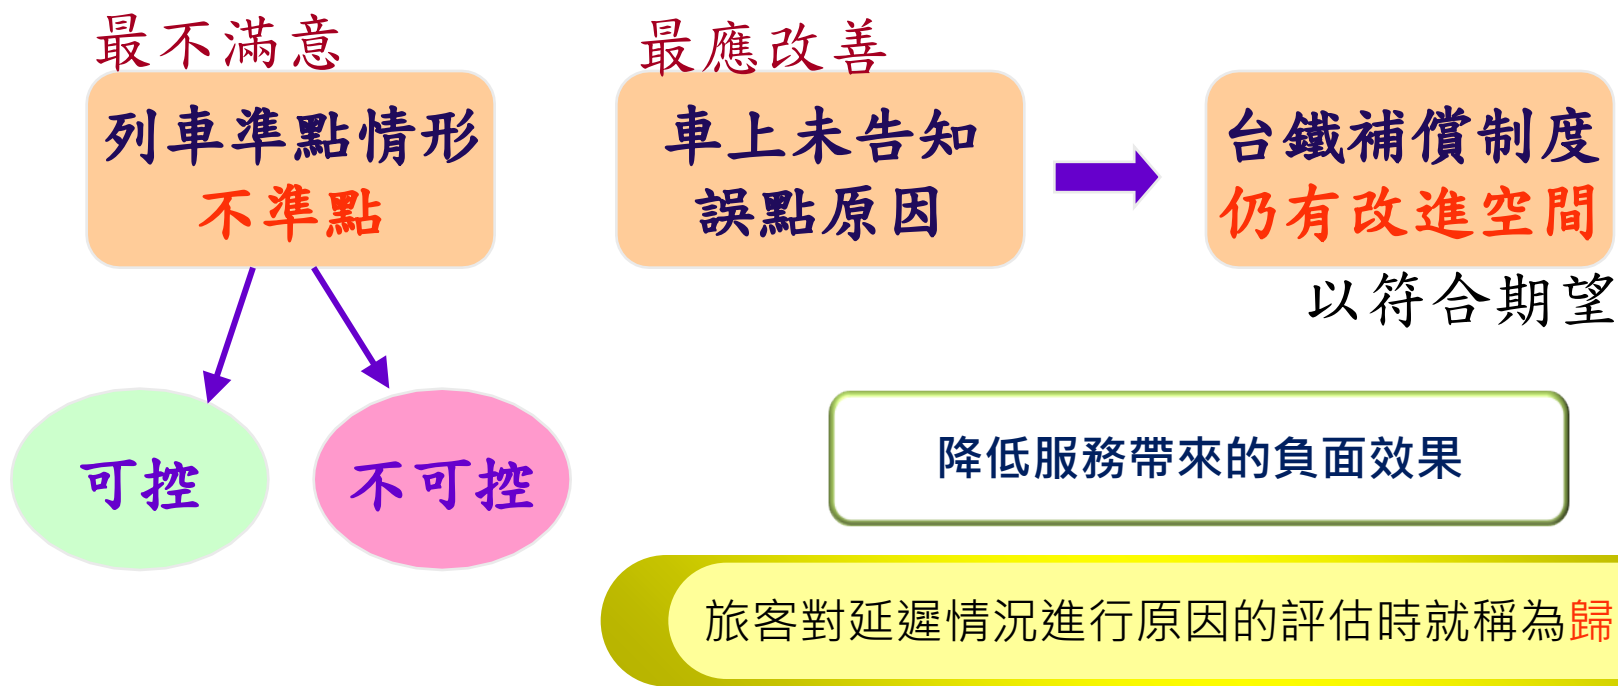 最不滿意
列車準點情形
不準點
最應改善
車上未告知
誤點原因
台鐵補償制度
仍有改進空間
以符合期望
可控
不可控
降低服務帶來的負面效果
旅客對延遲情況進行原因的評估時就稱為歸